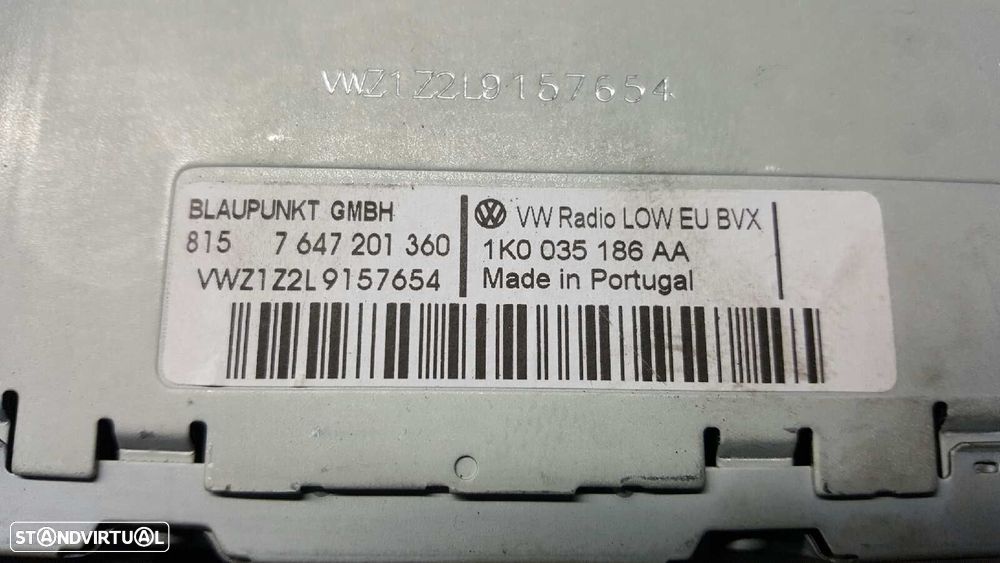 VWZ1Z2L9157654
BLAUPUNKT GMBH
815 7 647 201 360
VWZ1Z2L9157654
VW Radio LOW EU BVX
1K0 035 186 AA
Made in Portugal
STANDVIRTUAL